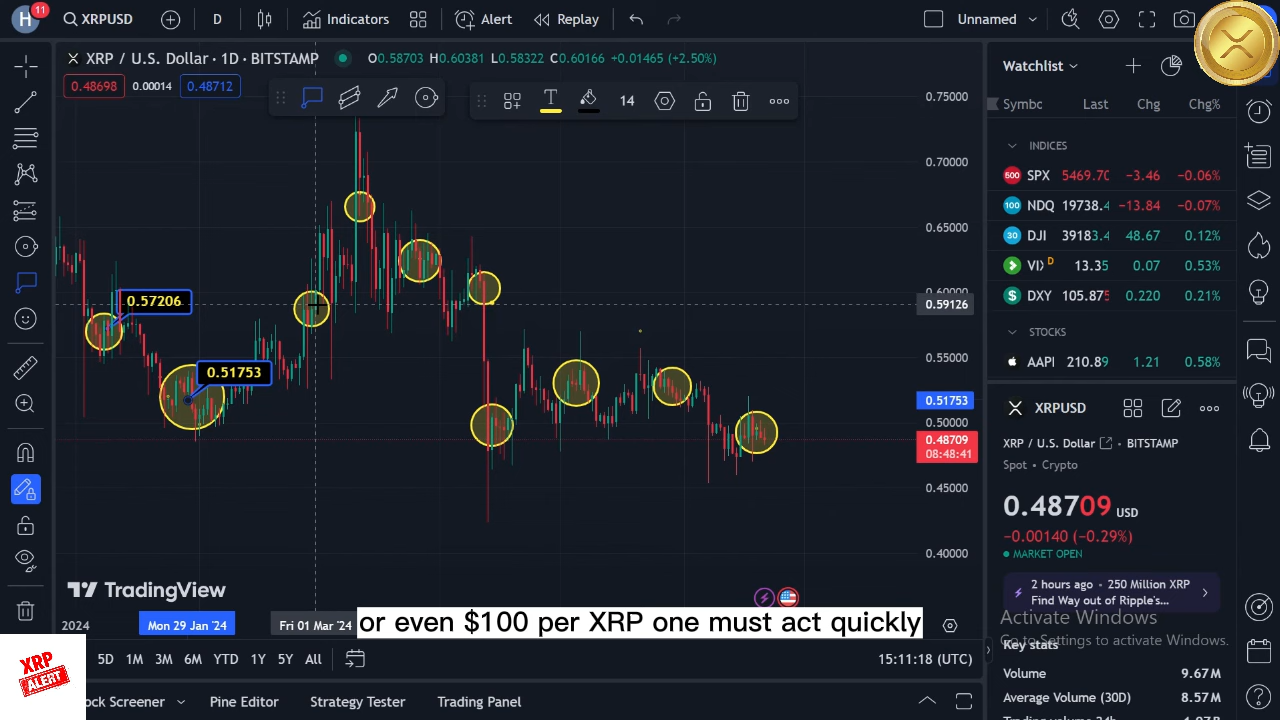 H 11 XRPUSD D Indicators Alert Replay Unnamed
XRP / U.S. Dollar · 1D · BITSTAMP O0.58703 H0.60381 L0.58322 C0.60166 +0.01465 (+2.50%)
0.48698 0.00014 0.48712
T 14
0.75000
0.70000
0.65000
0.60000
0.59126
0.57206
0.55000
0.51753
0.51753
0.50000
0.48709
08:48:41
0.45000
0.40000
TradingView
2024 Mon 29 Jan '24 Fri 01 Mar '24
or even $100 per XRP one must act quickly
XRP
ALERT
5D 1M 3M 6M YTD 1Y 5Y All 15:11:18 (UTC)
ock Screener Pine Editor Strategy Tester Trading Panel
Watchlist
Symbc Last Chg Chg%
INDICES
500 SPX 5469.70 −3.46 −0.06%
100 NDQ 19738.4 −13.84 −0.07%
30 DJI 39183.4 48.67 0.12%
VI D 13.35 0.07 0.53%
$ DXY 105.875 0.220 0.21%
STOCKS
AAPL 210.89 1.21 0.58%
XRPUSD
XRP / U.S. Dollar · BITSTAMP
Spot · Crypto
0.48709 USD
−0.00140 (−0.29%)
MARKET OPEN
2 hours ago · 250 Million XRP
Find Way out of Ripple's...
Activate Windows
Go to Settings to activate Windows.
Key stats
Volume 9.67M
Average Volume (30D) 8.57M